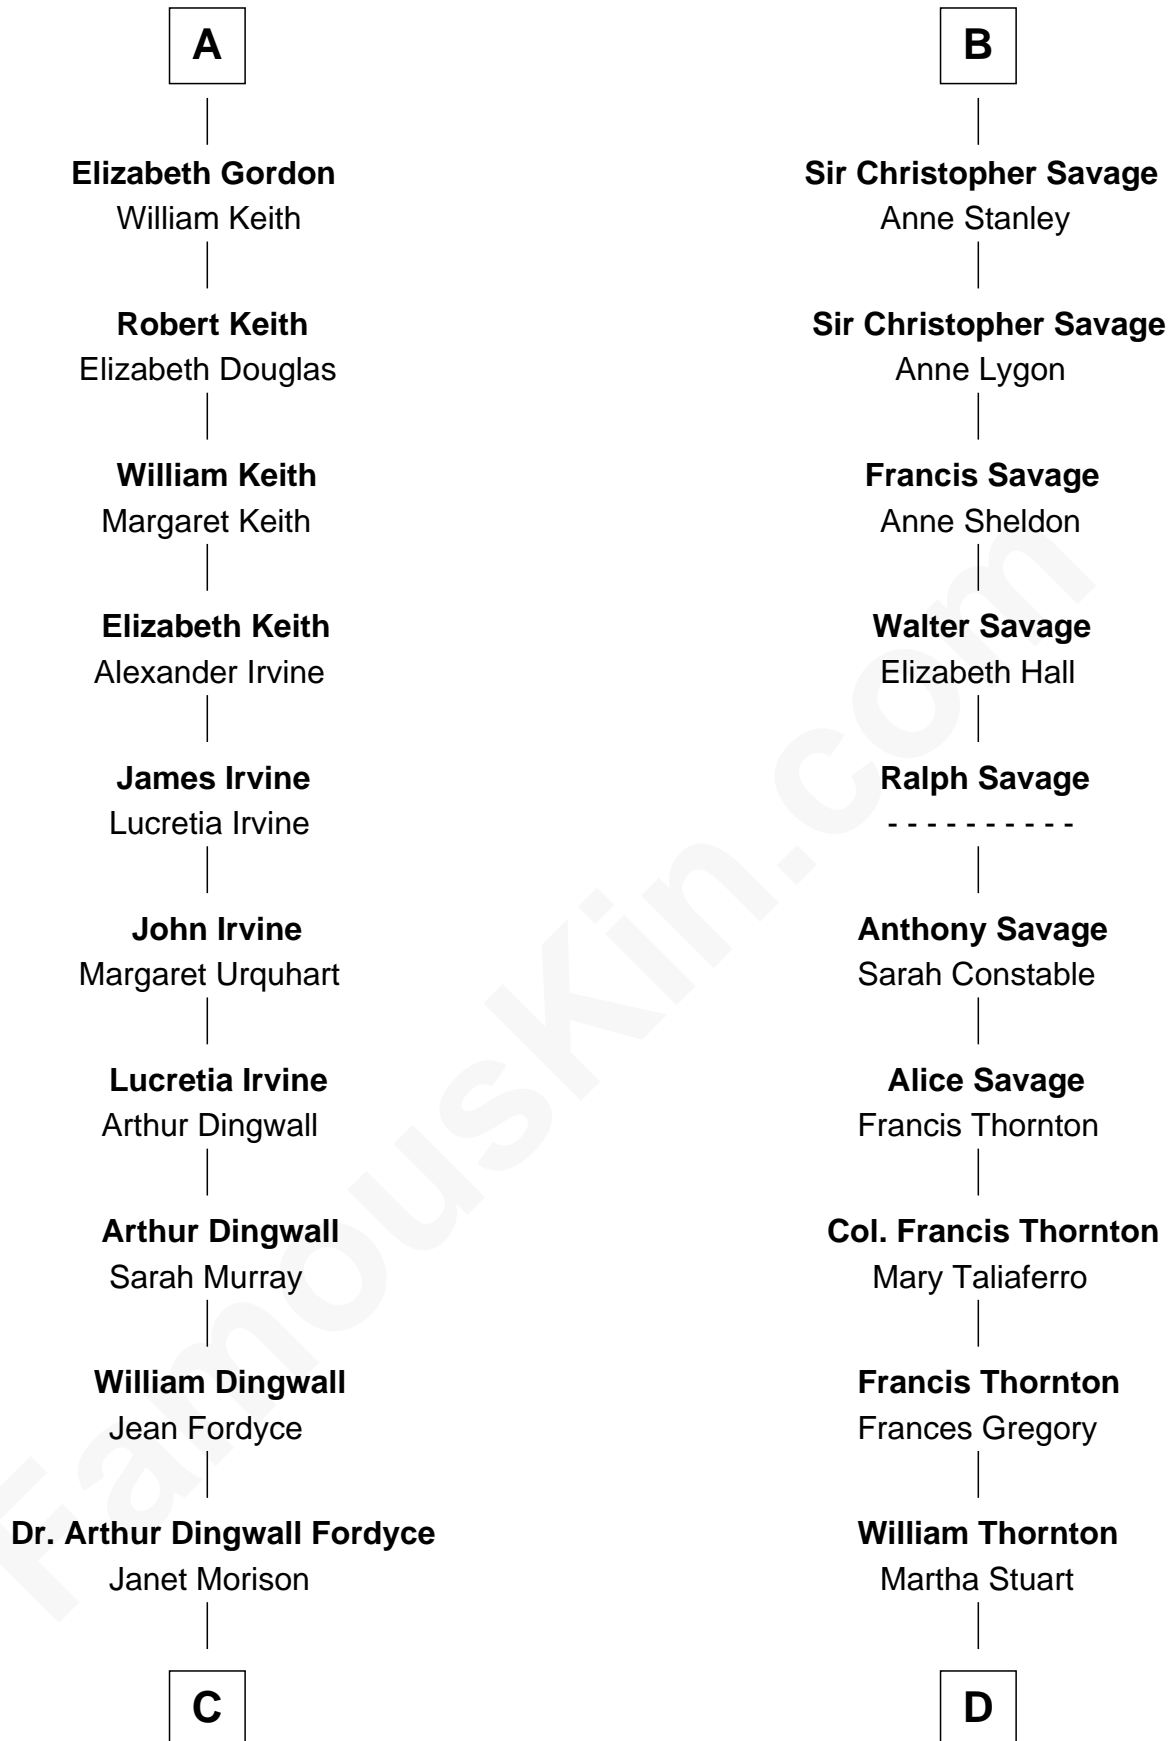 A
Elizabeth Gordon
William Keith
Robert Keith
Elizabeth Douglas
William Keith
Margaret Keith
Elizabeth Keith
Alexander Irvine
James Irvine
Lucretia Irvine
John Irvine
Margaret Urquhart
Lucretia Irvine
Arthur Dingwall
Arthur Dingwall
Sarah Murray
William Dingwall
Jean Fordyce
Dr. Arthur Dingwall Fordyce
Janet Morison
C
B
Sir Christopher Savage
Anne Stanley
Sir Christopher Savage
Anne Lygon
Francis Savage
Anne Sheldon
Walter Savage
Elizabeth Hall
Ralph Savage
- - - - - - - - - -
Anthony Savage
Sarah Constable
Alice Savage
Francis Thornton
Col. Francis Thornton
Mary Taliaferro
Francis Thornton
Frances Gregory
William Thornton
Martha Stuart
D
FamousKin.com